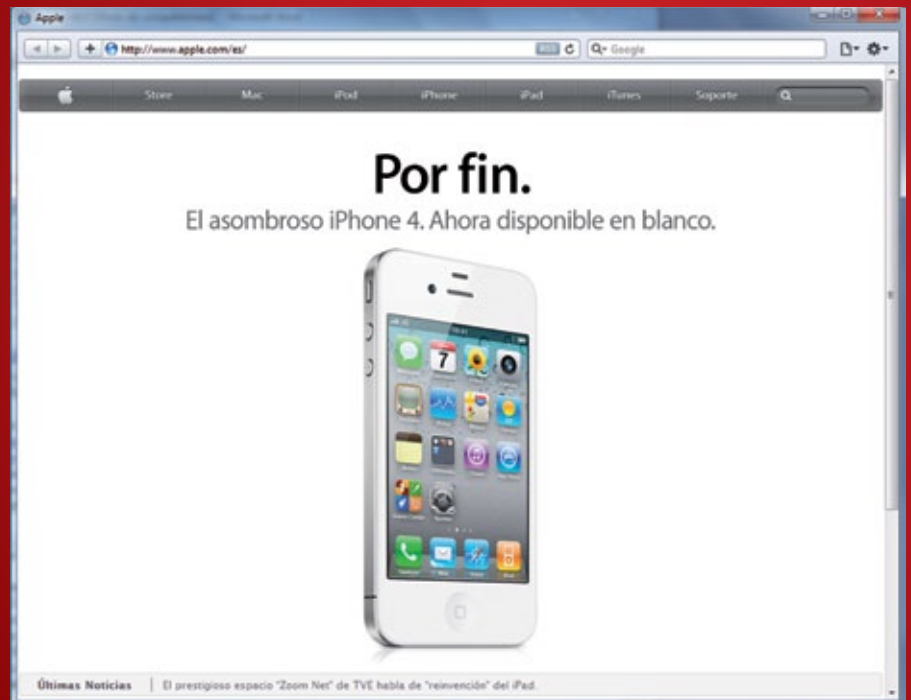 Apple
http://www.apple.com/es/
RSS
Google
Store Mac iPod iPhone iPad iTunes Soporte
Por fin.
El asombroso iPhone 4. Ahora disponible en blanco.
7
Últimas Noticias
El prestigioso espacio "Zoom Net" de TVE habla de "reinvención" del iPad.